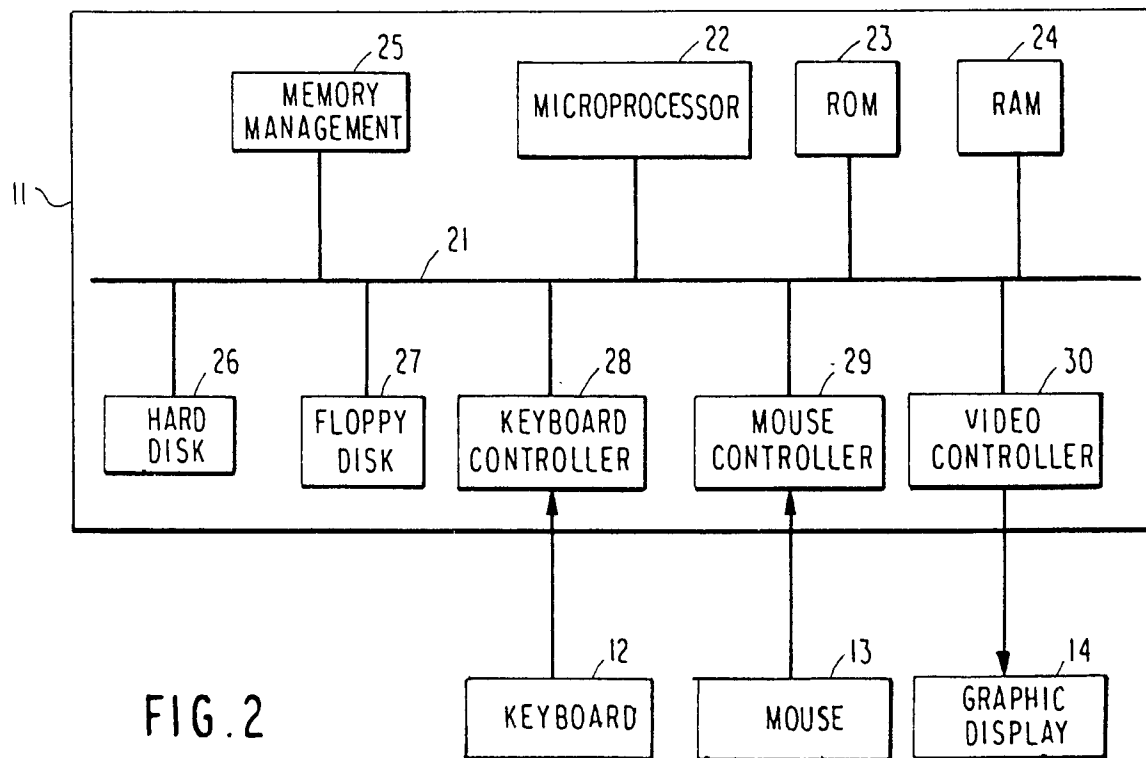 25
22
23
24
MEMORY
MANAGEMENT
MICROPROCESSOR
ROM
RAM
11
21
26
27
28
29
30
HARD
DISK
FLOPPY
DISK
KEYBOARD
CONTROLLER
MOUSE
CONTROLLER
VIDEO
CONTROLLER
12
13
14
KEYBOARD
MOUSE
GRAPHIC
DISPLAY
FIG.2